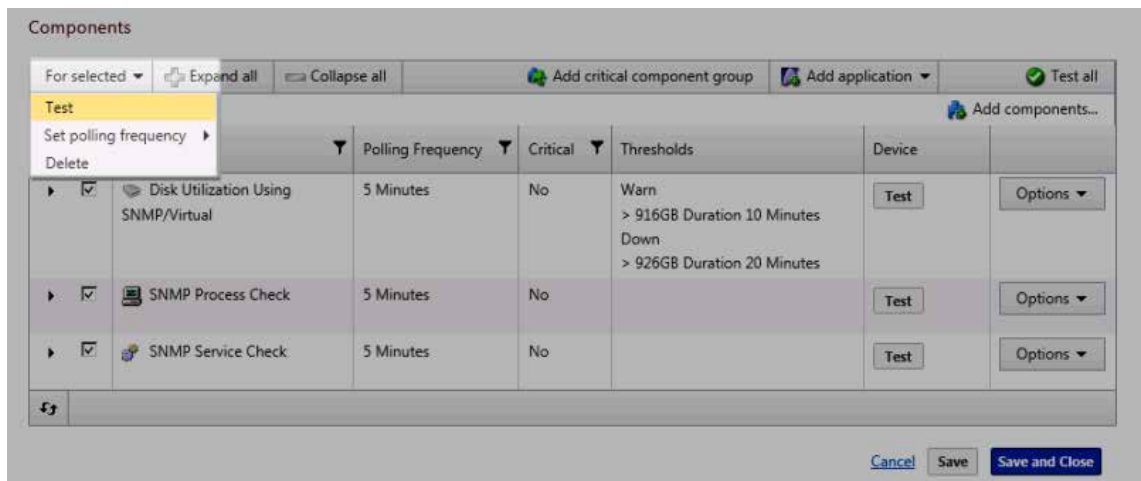 Components
For selected Expand all Collapse all Add critical component group Add application Test all
Test
Add components...
Set polling frequency
Delete
Polling Frequency Critical Thresholds Device
Disk Utilization Using
SNMP/Virtual
5 Minutes No Warn
> 916GB Duration 10 Minutes
Down
> 926GB Duration 20 Minutes
Test Options
SNMP Process Check 5 Minutes No Test Options
SNMP Service Check 5 Minutes No Test Options
Cancel Save Save and Close